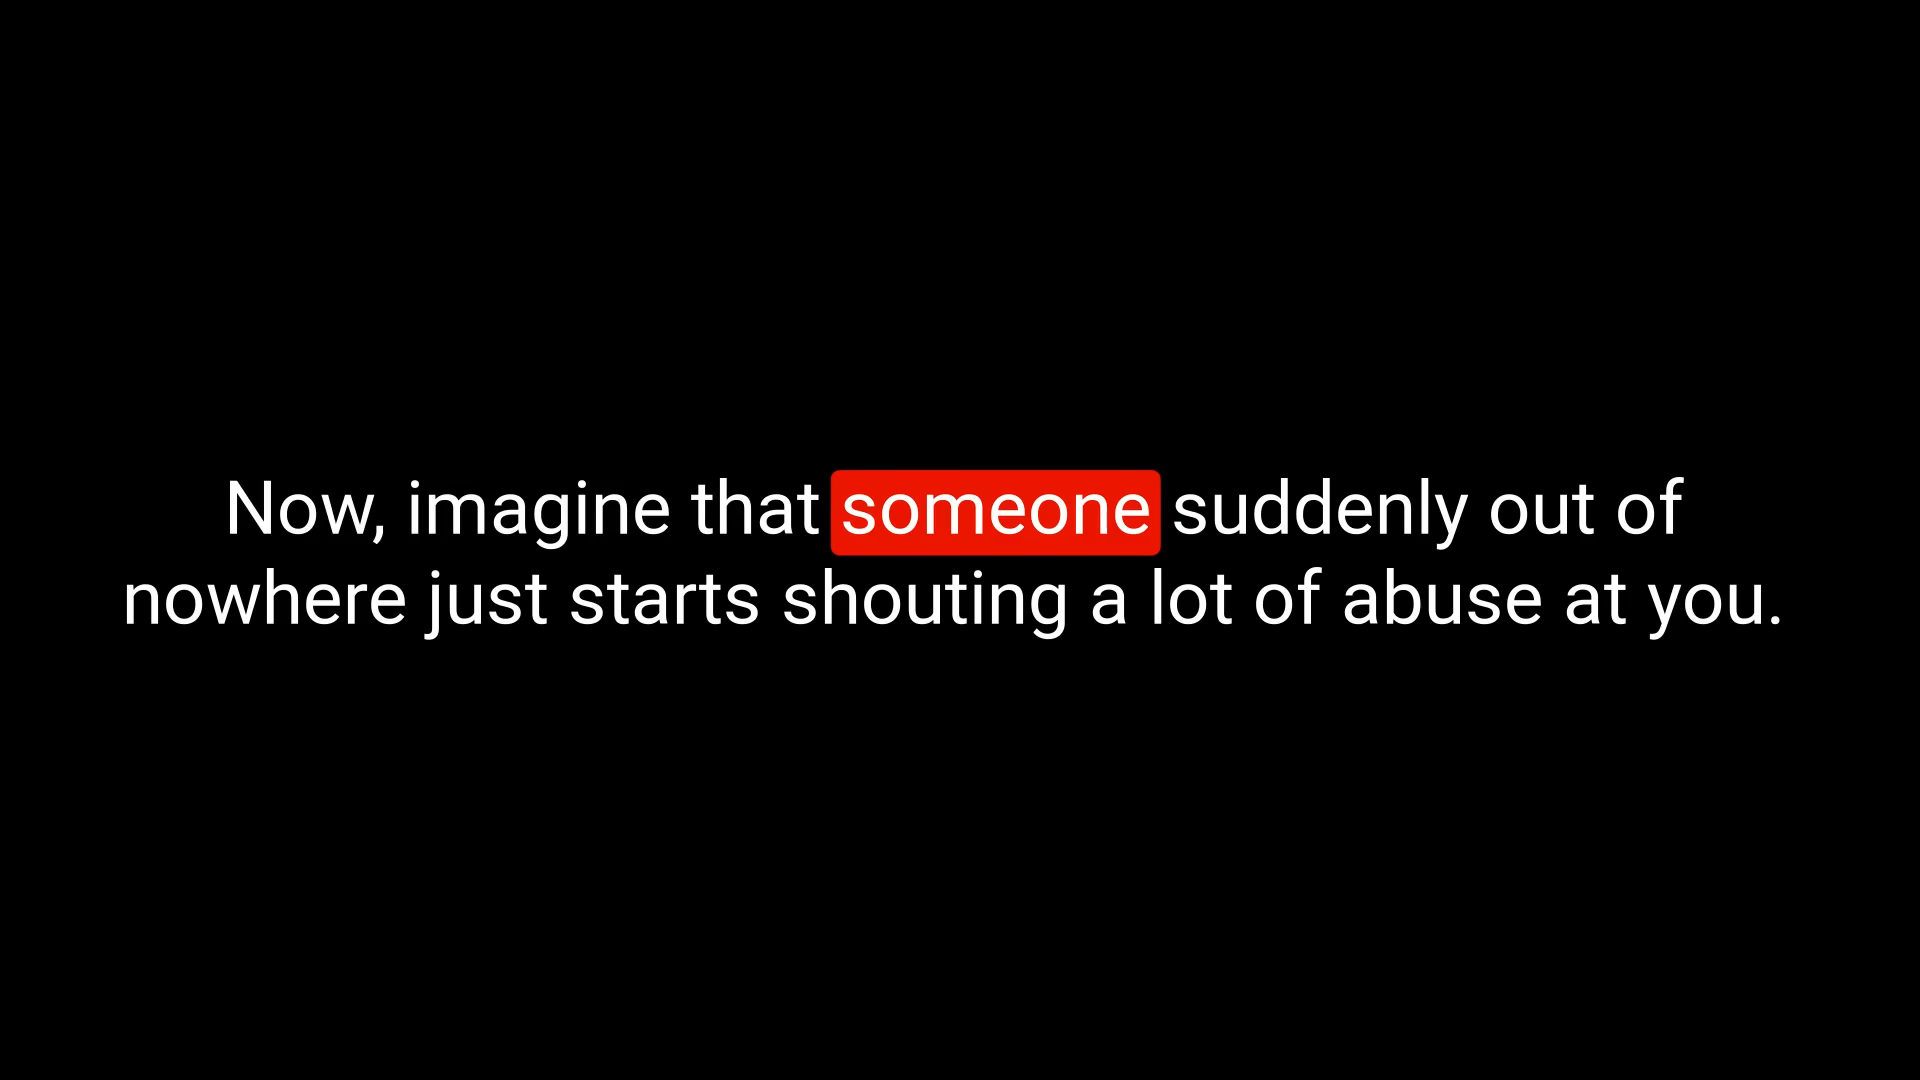 Now, imagine that someone suddenly out of
nowhere just starts shouting a lot of abuse at you.